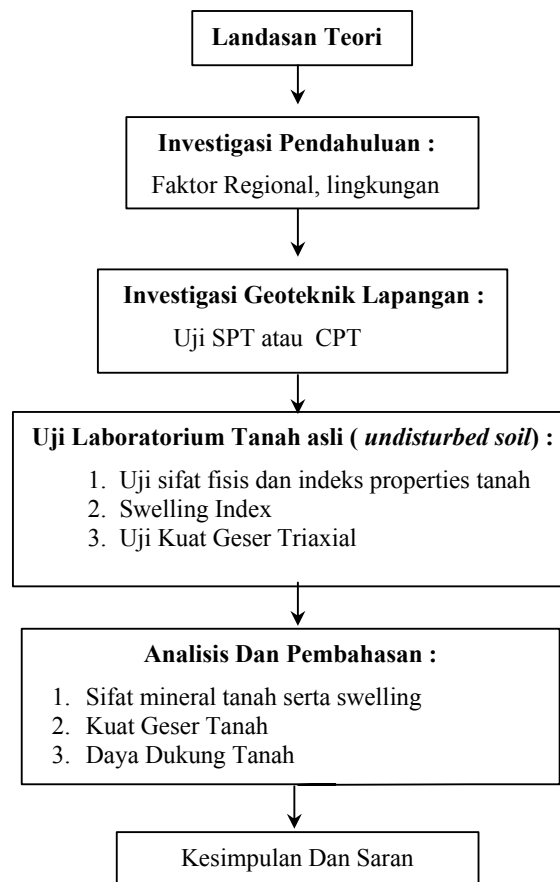 Landasan Teori
Investigasi Pendahuluan :
Faktor Regional, lingkungan
Investigasi Geoteknik Lapangan :
Uji SPT atau CPT
Uji Laboratorium Tanah asli ( undisturbed soil) :
1. Uji sifat fisis dan indeks properties tanah
2. Swelling Index
3. Uji Kuat Geser Triaxial
Analisis Dan Pembahasan :
1. Sifat mineral tanah serta swelling
2. Kuat Geser Tanah
3. Daya Dukung Tanah
Kesimpulan Dan Saran